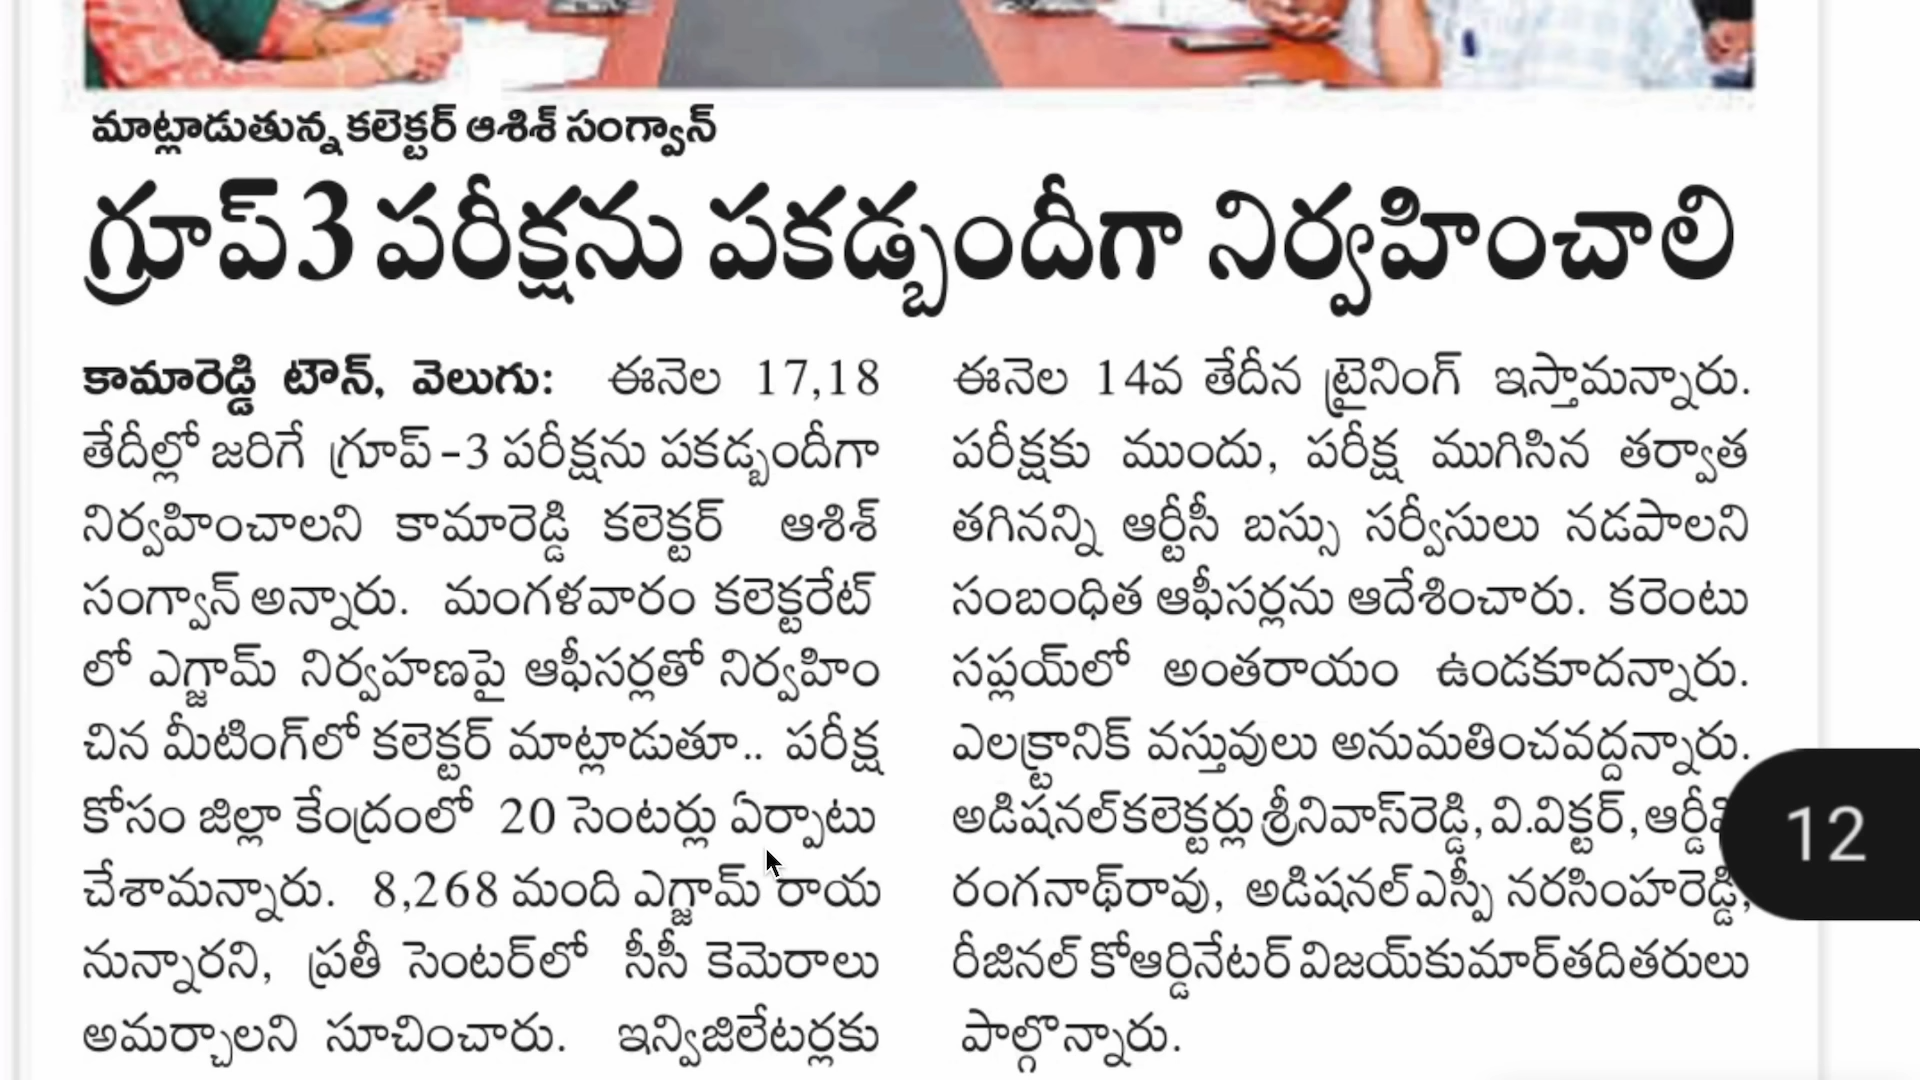 మాట్లాడుతున్న కలెక్టర్ ఆశిశ్ సంగ్వాన్
గ్రూప్3 పరీక్షను పకడ్బందీగా నిర్వహించాలి
కామారెడ్డి టౌన్, వెలుగు: ఈనెల 17,18
తేదీల్లో జరిగే గ్రూప్ -3 పరీక్షను పకడ్బందీగా
నిర్వహించాలని కామారెడ్డి కలెక్టర్ ఆశిశ్
సంగ్వాన్ అన్నారు. మంగళవారం కలెక్టరేట్
లో ఎగ్జామ్ నిర్వహణపై ఆఫీసర్లతో నిర్వహిం
చిన మీటింగ్‌లో కలెక్టర్ మాట్లాడుతూ.. పరీక్ష
కోసం జిల్లా కేంద్రంలో 20 సెంటర్లు ఏర్పాటు
చేశామన్నారు. 8,268 మంది ఎగ్జామ్ రాయ
నున్నారని, ప్రతీ సెంటర్‌లో సీసీ కెమెరాలు
అమర్చాలని సూచించారు. ఇన్విజిలేటర్లకు
ఈనెల 14వ తేదీన ట్రైనింగ్ ఇస్తామన్నారు.
పరీక్షకు ముందు, పరీక్ష ముగిసిన తర్వాత
తగినన్ని ఆర్టీసీ బస్సు సర్వీసులు నడపాలని
సంబంధిత ఆఫీసర్లను ఆదేశించారు. కరెంటు
సప్లయ్‌లో అంతరాయం ఉండకూదన్నారు.
ఎలక్ట్రానిక్ వస్తువులు అనుమతించవద్దన్నారు.
అడిషనల్ కలెక్టర్లు శ్రీనివాస్‌రెడ్డి, వి.విక్టర్,
రంగనాథ్‌రావు, అడిషనల్ ఎస్పీ నరసింహరెడ్డి,
రీజినల్ కోఆర్డినేటర్ విజయ్‌కుమార్ తదితరులు
పాల్గొన్నారు.
12